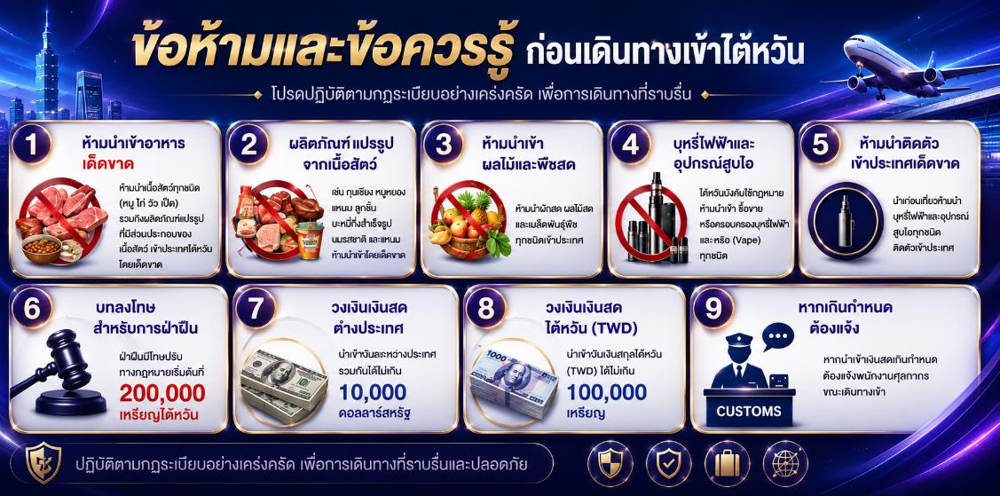 ข้อห้ามและข้อควรรู้ ก่อนเดินทางเข้าไต้หวัน
โปรดปฏิบัติตามกฎระเบียบอย่างเคร่งครัด เพื่อการเดินทางที่ราบรื่น
1
ห้ามนำเข้าอาหาร
เด็ดขาด
ห้ามนำเนื้อสัตว์ทุกชนิด
(หมู ไก่ วัว เป็ด)
รวมถึงผลิตภัณฑ์แปรรูป
ที่มีส่วนประกอบของ
เนื้อสัตว์ เข้าประเทศไต้หวัน
โดยเด็ดขาด
2
ผลิตภัณฑ์ แปรรูป
จากเนื้อสัตว์
เช่น กุนเชียง หมูหยอง
แหนม ลูกชิ้น
บะหมี่กึ่งสำเร็จรูป
นมรสชาติ และแหนม
ห้ามนำเข้าโดยเด็ดขาด
3
ห้ามนำเข้า
ผลไม้และพืชสด
ห้ามนำผักสด ผลไม้สด
และเมล็ดพันธุ์พืช
ทุกชนิดเข้าประเทศ
4
บุหรี่ไฟฟ้าและ
อุปกรณ์สูบไอ
ไต้หวันบังคับใช้กฎหมาย
ห้ามนำเข้า ซื้อขาย
หรือครอบครองบุหรี่ไฟฟ้า
และหรือ (Vape)
ทุกชนิด
5
ห้ามนำติดตัว
เข้าประเทศเด็ดขาด
นำก่อนเที่ยวห้ามนำ
บุหรี่ไฟฟ้าและอุปกรณ์
สูบไอทุกชนิด
ติดตัวเข้าประเทศ
6
บทลงโทษ
สำหรับการฝ่าฝืน
ฝ่าฝืนมีโทษปรับ
ทางกฎหมายเริ่มต้นที่
200,000
เหรียญไต้หวัน
7
วงเงินเงินสด
ต่างประเทศ
นำเข้าเงินระหว่างประเทศ
รวมกันได้ไม่เกิน
10,000
ดอลลาร์สหรัฐ
8
วงเงินเงินสด
ไต้หวัน (TWD)
นำเข้าเงินสกุลไต้หวัน
(TWD) ได้ไม่เกิน
100,000
เหรียญ
9
หากเกินกำหนด
ต้องแจ้ง
หากนำเข้าเงินสดเกินกำหนด
ต้องแจ้งพนักงานศุลกากร
ขณะเดินทางเข้า
CUSTOMS
ปฏิบัติตามกฎระเบียบอย่างเคร่งครัด เพื่อการเดินทางที่ราบรื่นและปลอดภัย